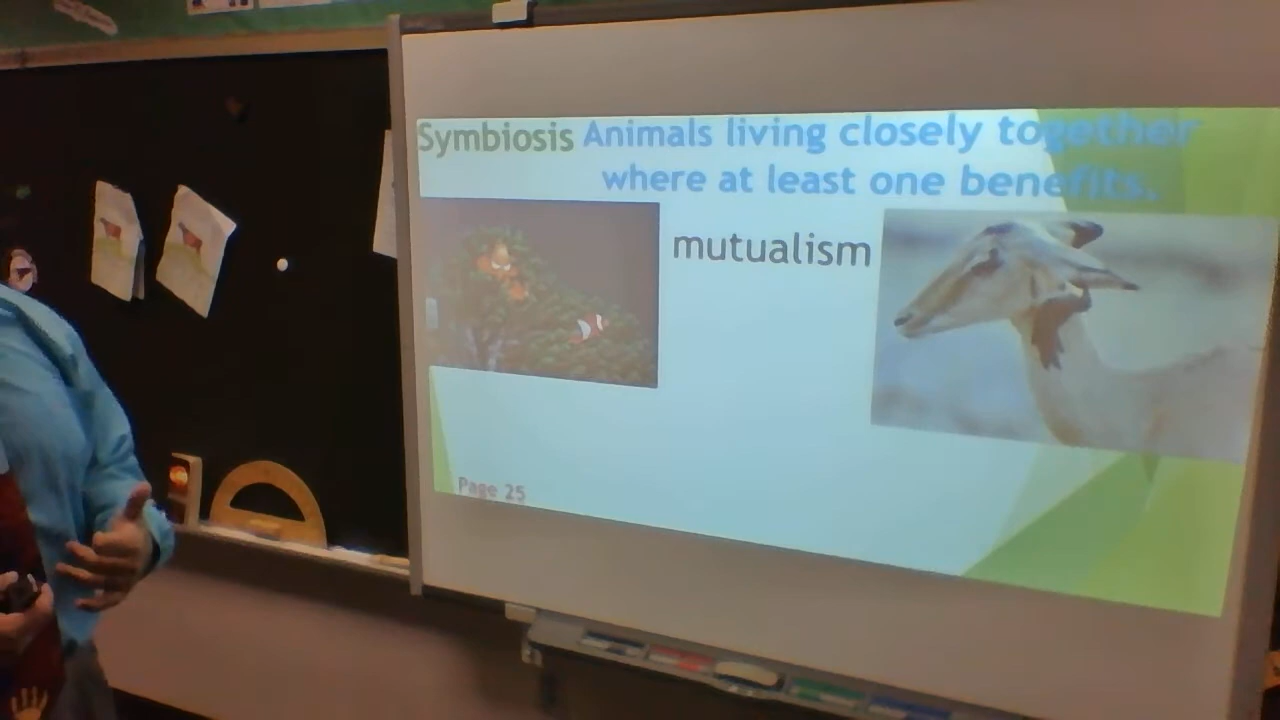 Symbiosis Animals living closely together
where at least one benefits.
mutualism
Page 25